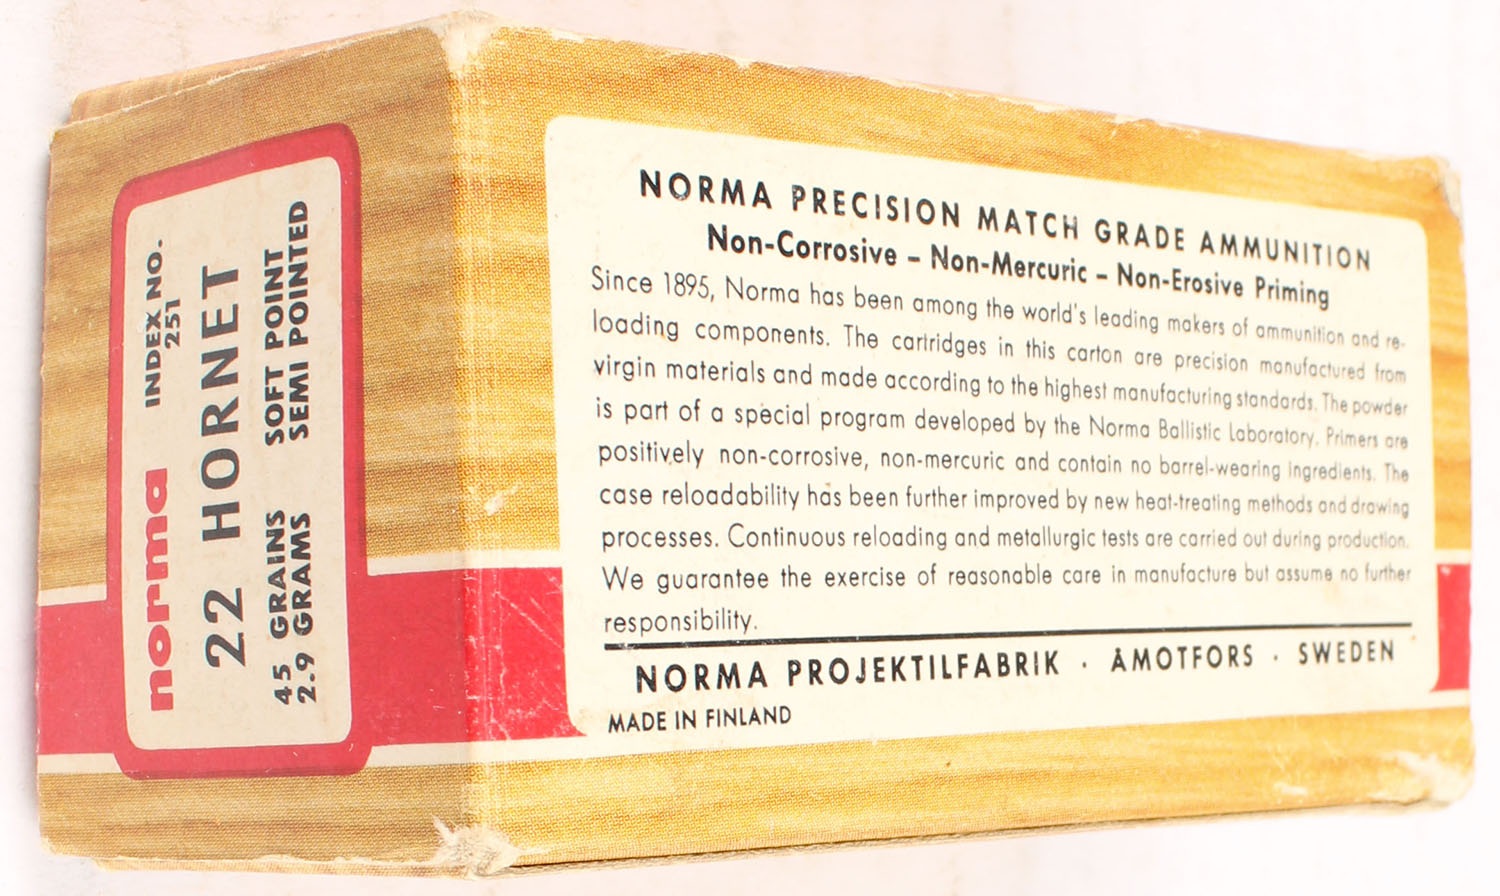 norma INDEX NO.
251
22 HORNET
45 GRAINS SOFT POINT
2.9 GRAMS SEMI POINTED
NORMA PRECISION MATCH GRADE AMMUNITION
Non-Corrosive – Non-Mercuric – Non-Erosive Priming
Since 1895, Norma has been among the world's leading makers of ammunition and re-
loading components. The cartridges in this carton are precision manufactured from
virgin materials and made according to the highest manufacturing standards. The powder
is part of a special program developed by the Norma Ballistic Laboratory. Primers are
positively non-corrosive, non-mercuric and contain no barrel-wearing ingredients. The
case reloadability has been further improved by new heat-treating methods and drawing
processes. Continuous reloading and metallurgic tests are carried out during production.
We guarantee the exercise of reasonable care in manufacture but assume no further
responsibility.
NORMA PROJEKTILFABRIK · ÅMOTFORS · SWEDEN
MADE IN FINLAND